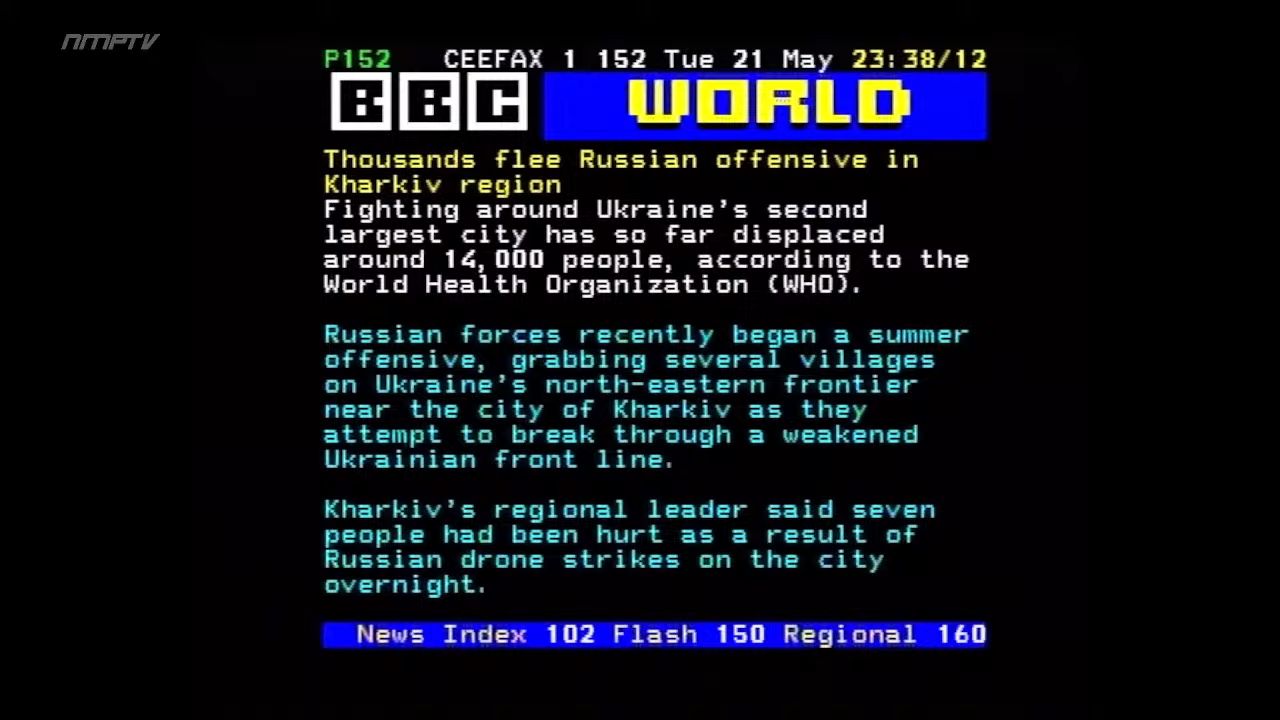 NMPTV
P152 CEEFAX 1 152 Tue 21 May 23:38/12
BBC WORLD
Thousands flee Russian offensive in
Kharkiv region
Fighting around Ukraine's second
largest city has so far displaced
around 14,000 people, according to the
World Health Organization (WHO).
Russian forces recently began a summer
offensive, grabbing several villages
on Ukraine's north-eastern frontier
near the city of Kharkiv as they
attempt to break through a weakened
Ukrainian front line.
Kharkiv's regional leader said seven
people had been hurt as a result of
Russian drone strikes on the city
overnight.
News Index 102 Flash 150 Regional 160